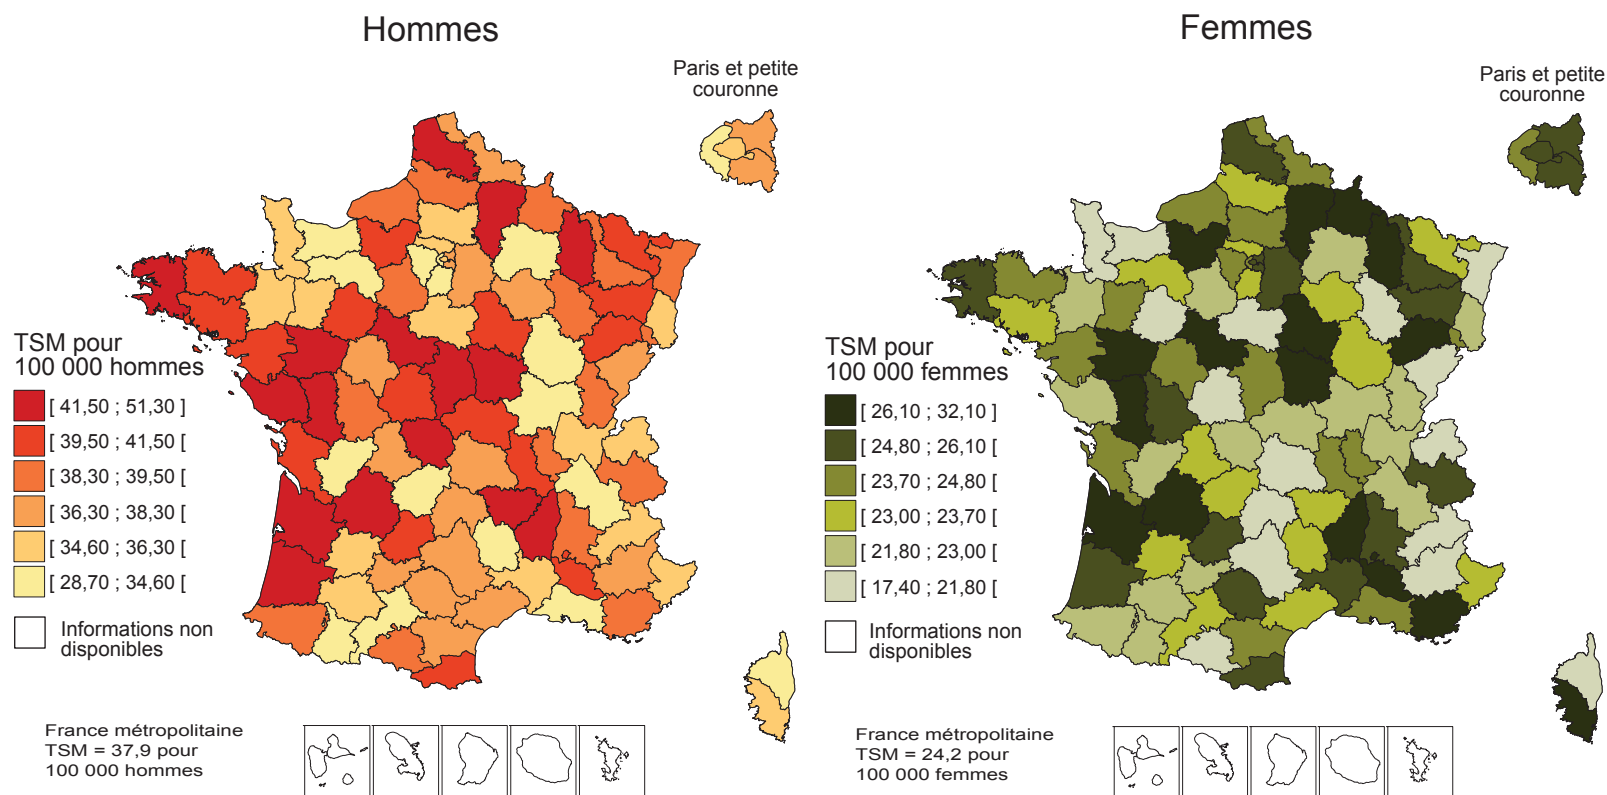 Hommes
Paris et petite
couronne
TSM pour
100 000 hommes
[ 41,50 ; 51,30 ]
[ 39,50 ; 41,50 [
[ 38,30 ; 39,50 [
[ 36,30 ; 38,30 [
[ 34,60 ; 36,30 [
[ 28,70 ; 34,60 [
Informations non
disponibles
France métropolitaine
TSM = 37,9 pour
100 000 hommes
Femmes
Paris et petite
couronne
TSM pour
100 000 femmes
[ 26,10 ; 32,10 ]
[ 24,80 ; 26,10 [
[ 23,70 ; 24,80 [
[ 23,00 ; 23,70 [
[ 21,80 ; 23,00 [
[ 17,40 ; 21,80 [
Informations non
disponibles
France métropolitaine
TSM = 24,2 pour
100 000 femmes